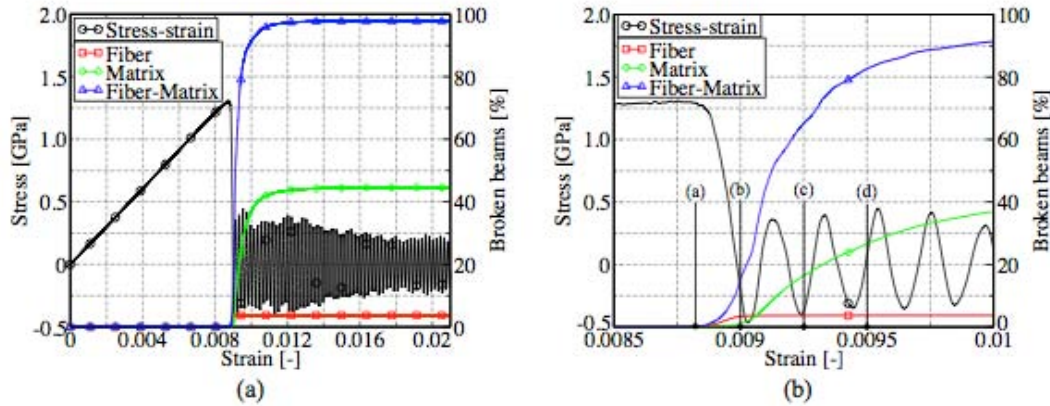 2.0 100 2.0 100
Stress-strain Stress-strain
Fiber Fiber
Matrix Matrix
Fiber-Matrix Fiber-Matrix
1.5 80 1.5 80
1.0 60 1.0 60
0.5 40 0.5 40
0 20 0 20
-0.5 0 -0.5 0
Stress [GPa] Broken beams [%] Stress [GPa] Broken beams [%]
(a) (b) (c) (d)
0 0.004 0.008 0.012 0.016 0.02 0.0085 0.009 0.0095 0.01
Strain [-] Strain [-]
(a) (b)